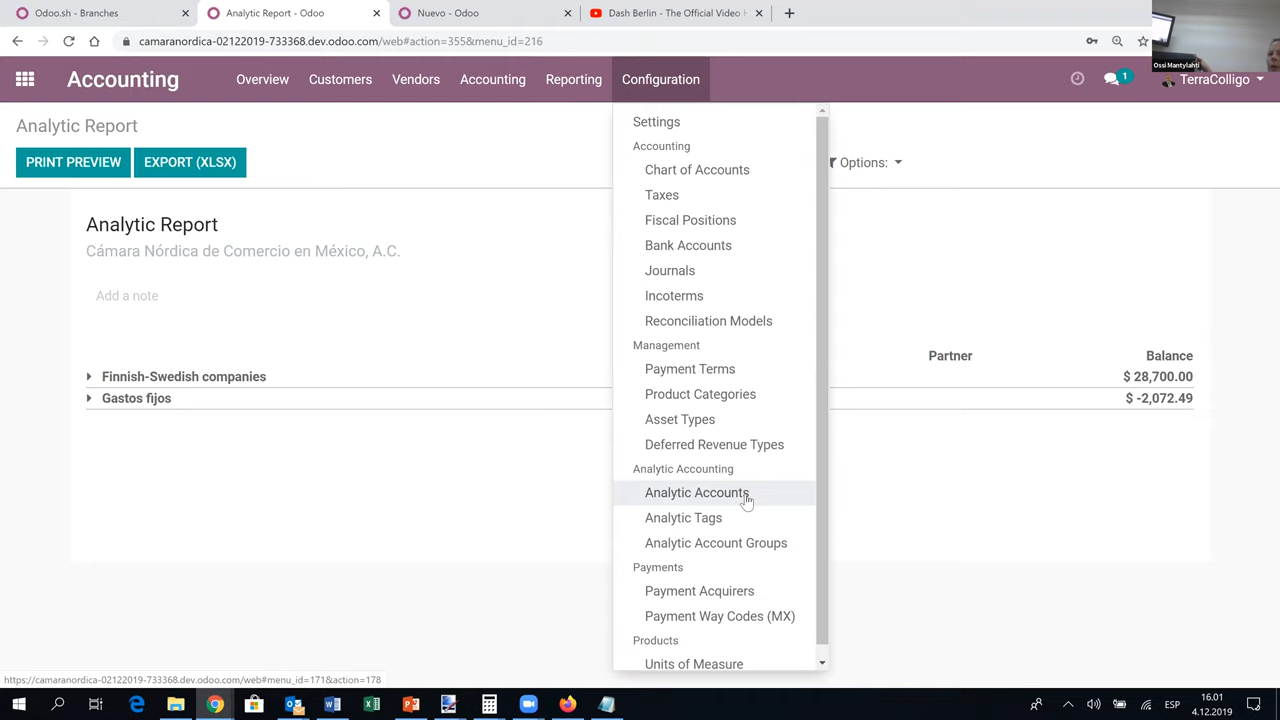 Odoo.sh - Branches
Analytic Report - Odoo
Nuevo - Odoo
Dash Berlin - The Official Video
camaranordica-02122019-733368.dev.odoo.com/web#action=355&menu_id=216
Ossi Mantylahti
Accounting
Overview
Customers
Vendors
Accounting
Reporting
Configuration
1
TerraColligo
Analytic Report
PRINT PREVIEW
EXPORT (XLSX)
Options:
Settings
Accounting
Chart of Accounts
Taxes
Fiscal Positions
Bank Accounts
Journals
Incoterms
Reconciliation Models
Management
Payment Terms
Product Categories
Asset Types
Deferred Revenue Types
Analytic Accounting
Analytic Accounts
Analytic Tags
Analytic Account Groups
Payments
Payment Acquirers
Payment Way Codes (MX)
Products
Units of Measure
Analytic Report
Cámara Nórdica de Comercio en México, A.C.
Add a note
Partner Balance
Finnish-Swedish companies $ 28,700.00
Gastos fijos $ -2,072.49
https://camaranordica-02122019-733368.dev.odoo.com/web#menu_id=171&action=178
ESP
16.01
4.12.2019